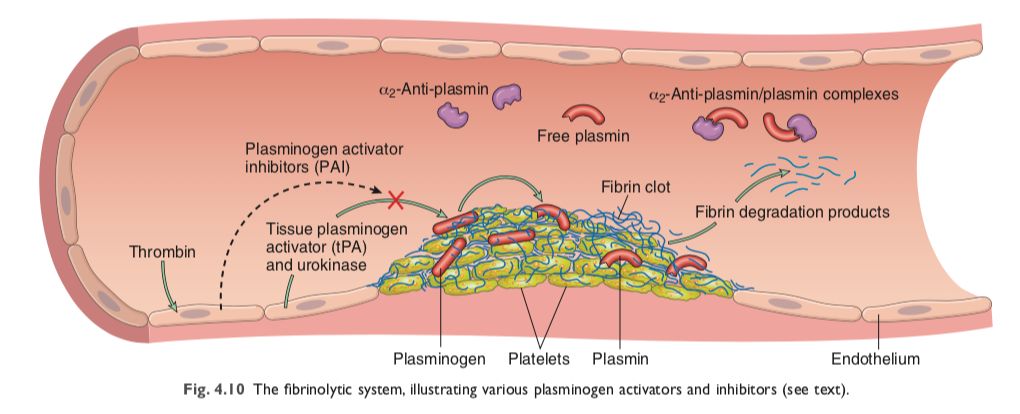 α2-Anti-plasmin
α2-Anti-plasmin/plasmin complexes
Free plasmin
Plasminogen activator
inhibitors (PAI)
Fibrin clot
Fibrin degradation products
Tissue plasminogen
activator (tPA)
and urokinase
Thrombin
Plasminogen
Platelets
Plasmin
Endothelium
Fig. 4.10 The fibrinolytic system, illustrating various plasminogen activators and inhibitors (see text).